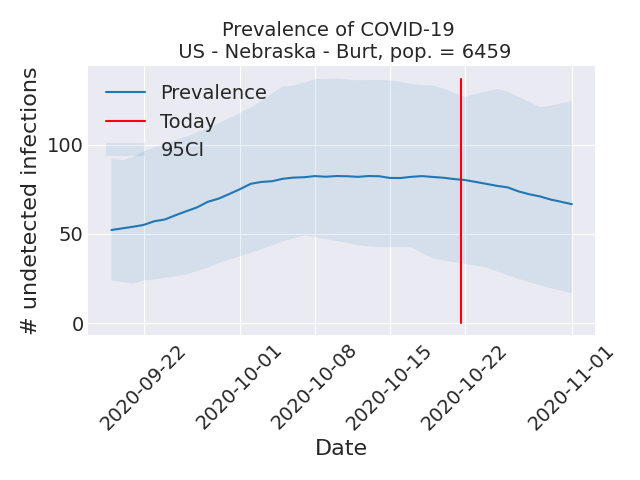 Prevalence of COVID-19
US - Nebraska - Burt, pop. = 6459
# undetected infections
100
50
0
Prevalence
Today
95CI
2020-09-22
2020-10-01
2020-10-08
2020-10-15
2020-10-22
2020-11-01
Date